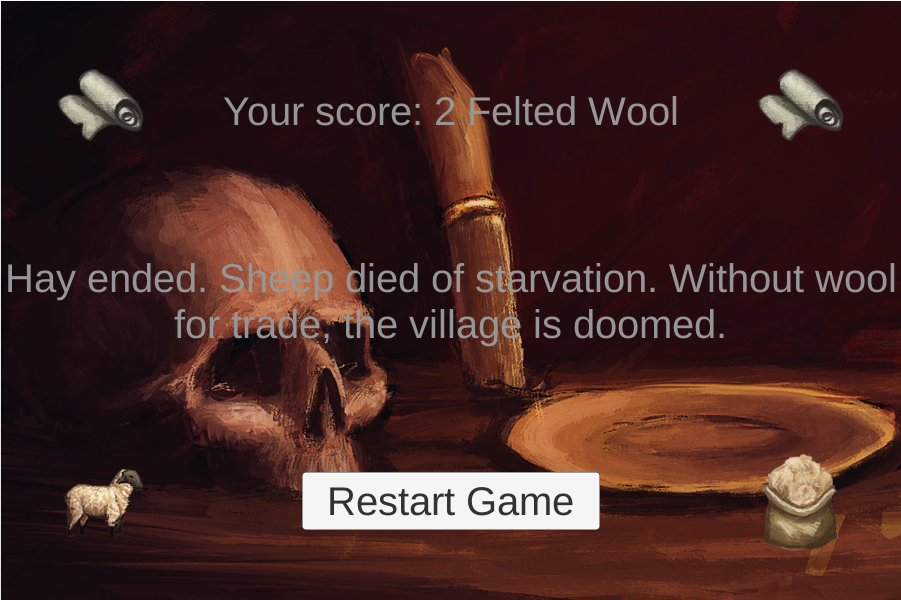 Your score: 2 Felted Wool
Hay ended. Sheep died of starvation. Without wool
for trade, the village is doomed.
Restart Game